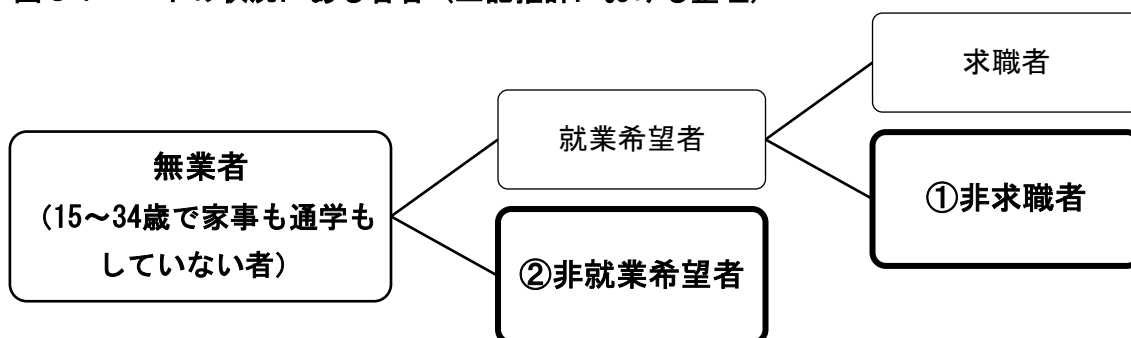 無業者
（15～34歳で家事も通学も
していない者）
就業希望者
②非就業希望者
求職者
①非求職者